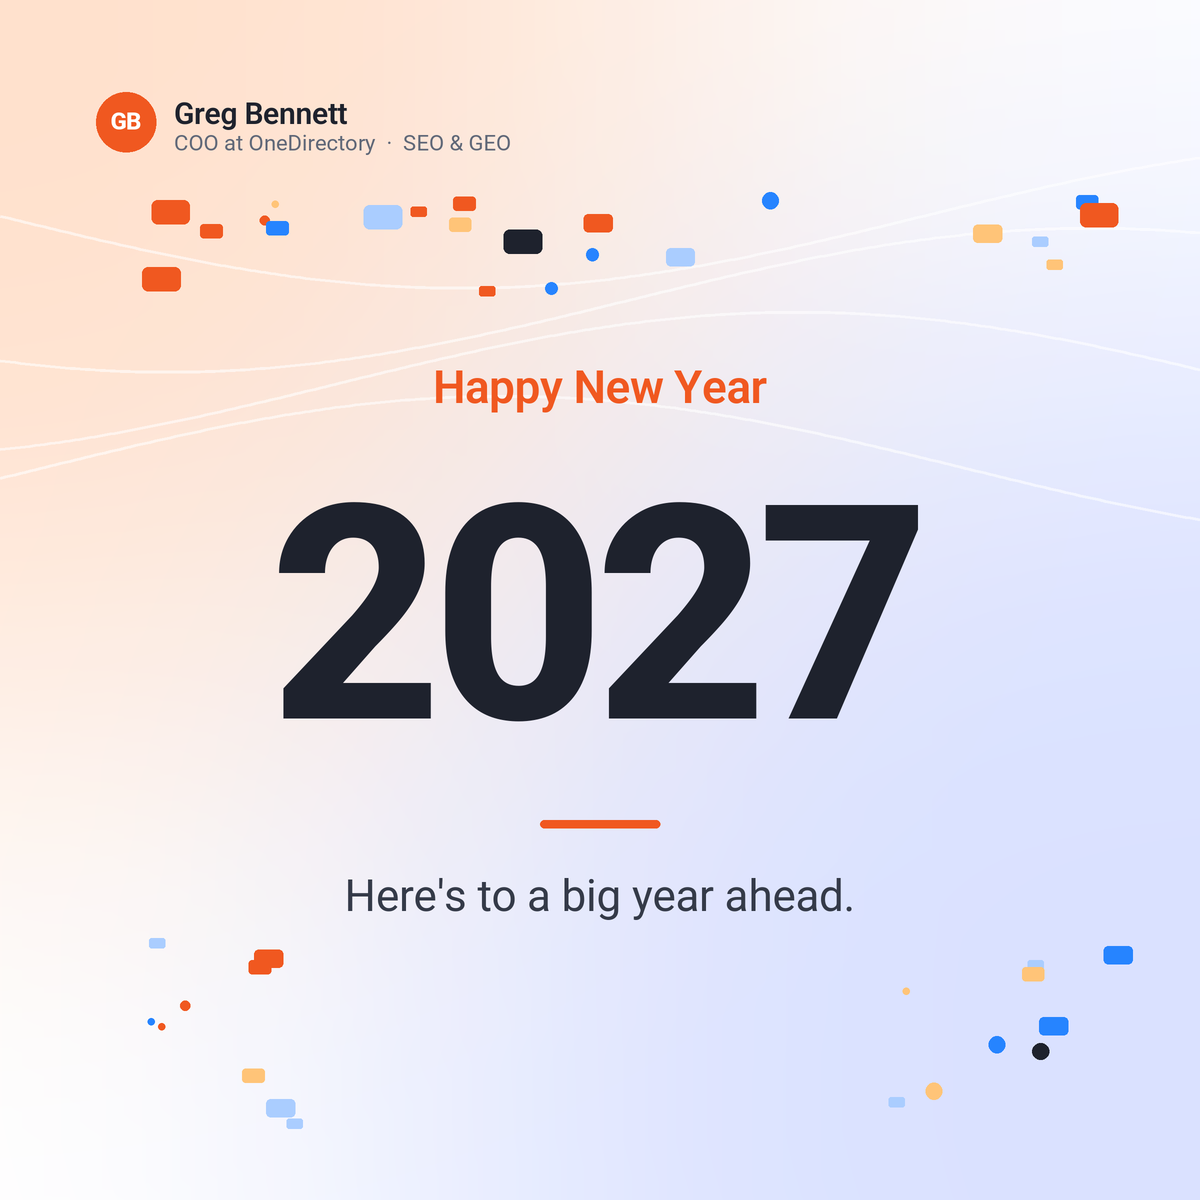 GB
Greg Bennett
COO at OneDirectory · SEO & GEO
Happy New Year
2027
Here's to a big year ahead.